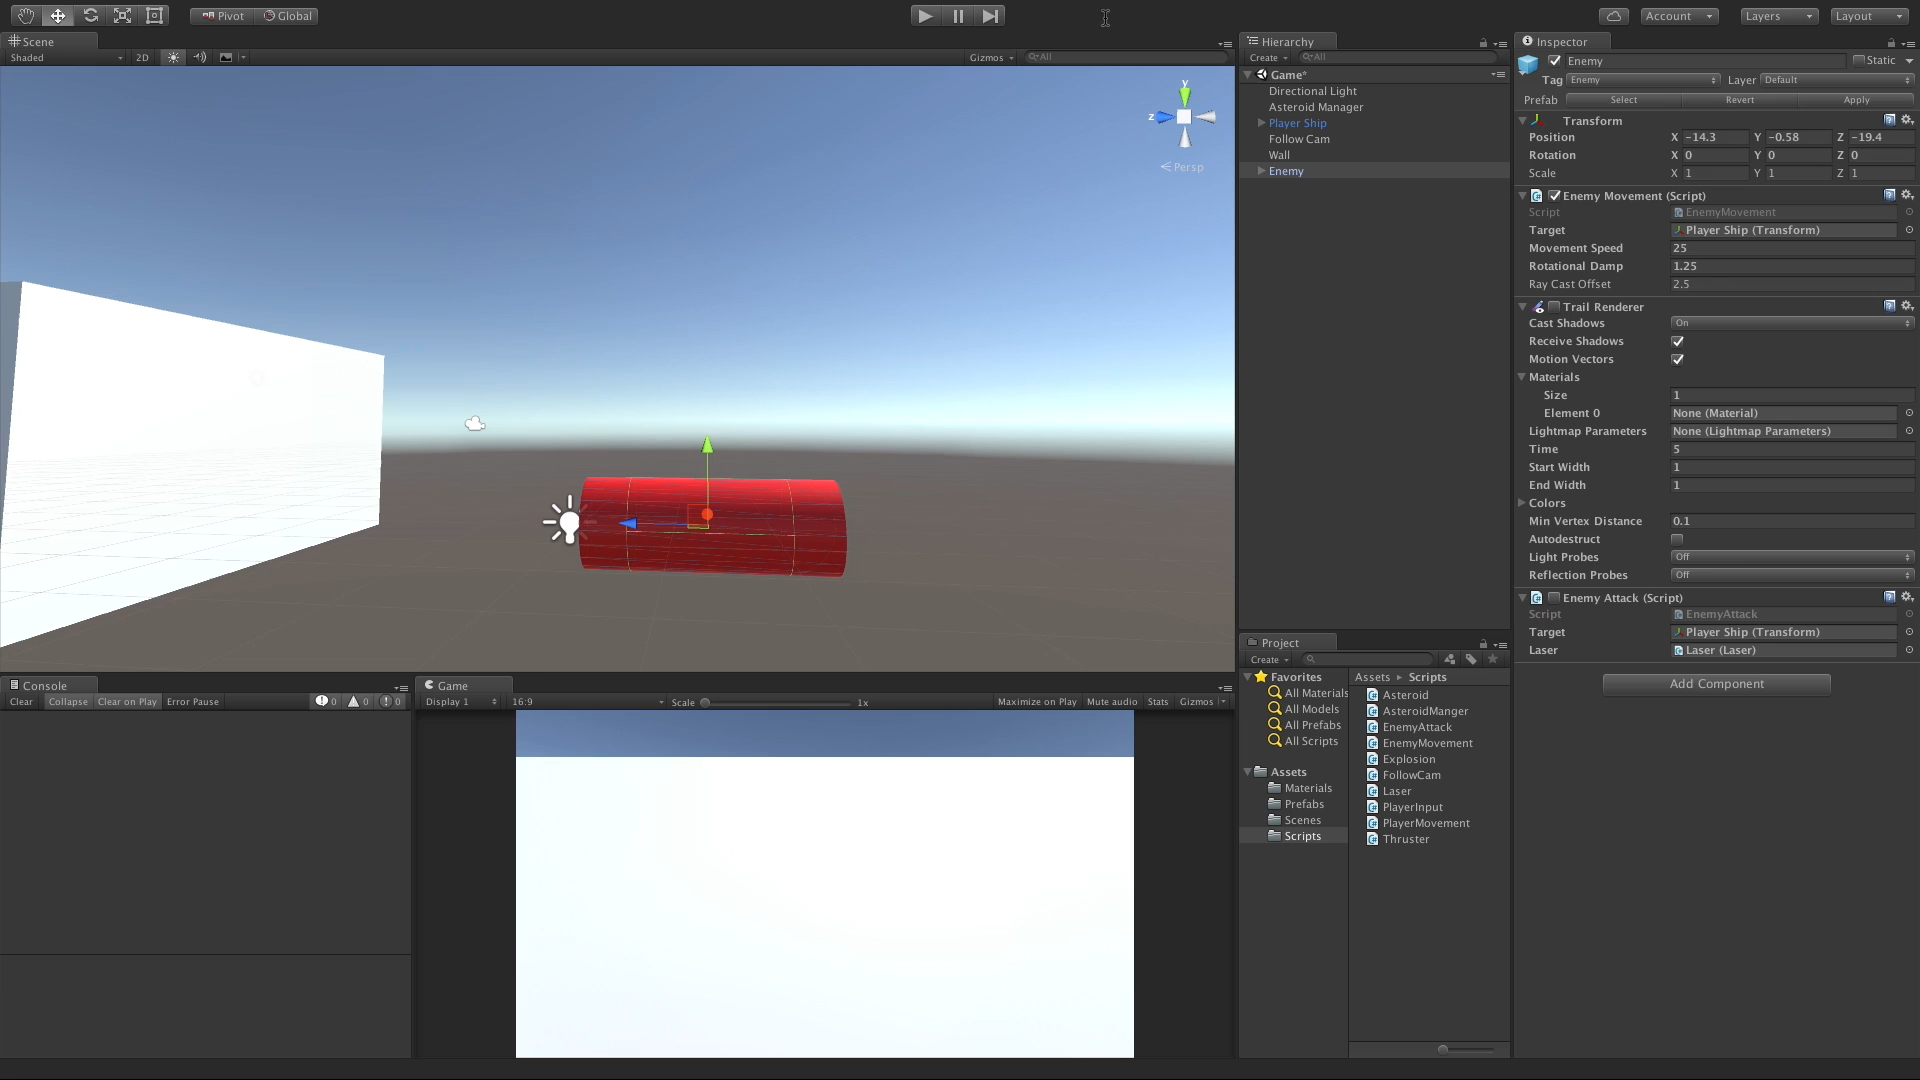 Pivot Global
Account Layers Layout
Scene
Shaded 2D Gizmos All
y
z
Persp
Hierarchy
Create All
Game*
Directional Light
Asteroid Manager
Player Ship
Follow Cam
Wall
Enemy
Inspector
Enemy Static
Tag Enemy Layer Default
Prefab Select Revert Apply
Transform
Position X -14.3 Y -0.58 Z -19.4
Rotation X 0 Y 0 Z 0
Scale X 1 Y 1 Z 1
Enemy Movement (Script)
Script EnemyMovement
Target Player Ship (Transform)
Movement Speed 25
Rotational Damp 1.25
Ray Cast Offset 2.5
Trail Renderer
Cast Shadows On
Receive Shadows
Motion Vectors
Materials
Size 1
Element 0 None (Material)
Lightmap Parameters None (Lightmap Parameters)
Time 5
Start Width 1
End Width 1
Colors
Min Vertex Distance 0.1
Autodestruct
Light Probes Off
Reflection Probes Off
Enemy Attack (Script)
Script EnemyAttack
Target Player Ship (Transform)
Laser Laser (Laser)
Add Component
Console
Clear Collapse Clear on Play Error Pause 0 0 0
Game
Display 1 16:9 Scale 1x Maximize on Play Mute audio Stats Gizmos
Project
Create
Favorites
All Materials
All Models
All Prefabs
All Scripts
Assets
Materials
Prefabs
Scenes
Scripts
Assets Scripts
Asteroid
AsteroidManger
EnemyAttack
EnemyMovement
Explosion
FollowCam
Laser
PlayerInput
PlayerMovement
Thruster